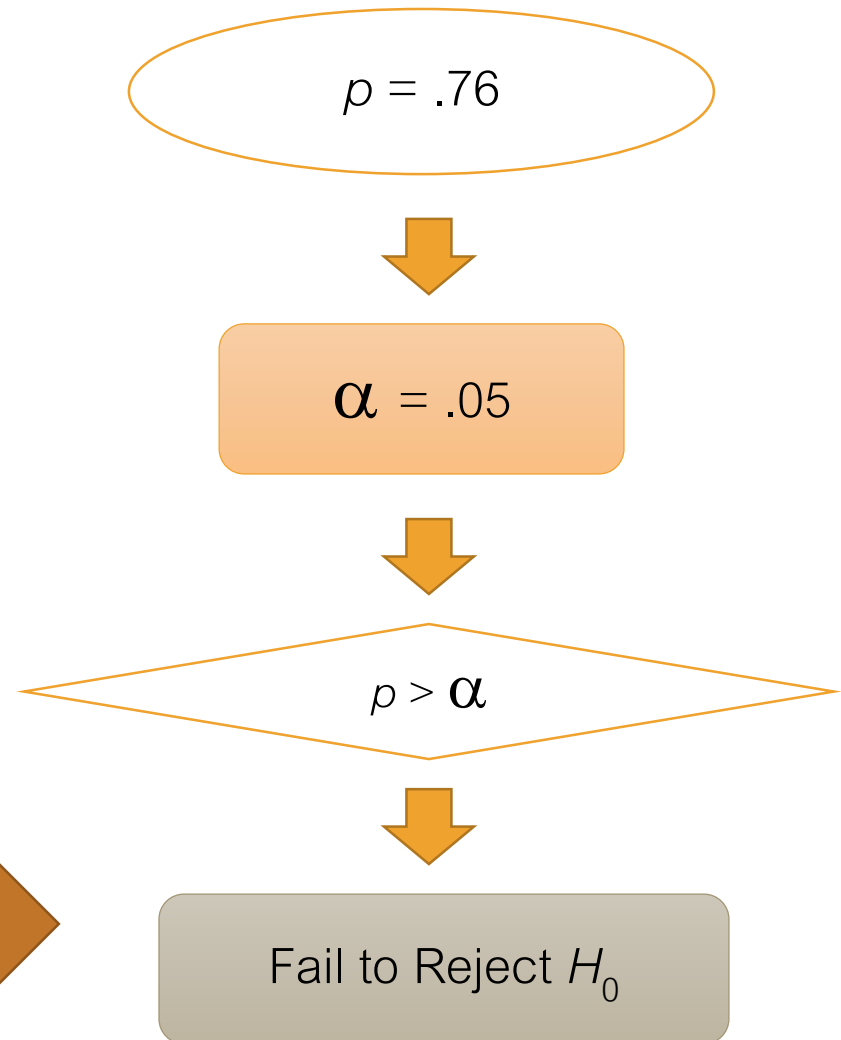 p = .76
α = .05
p > α
Fail to Reject H₀